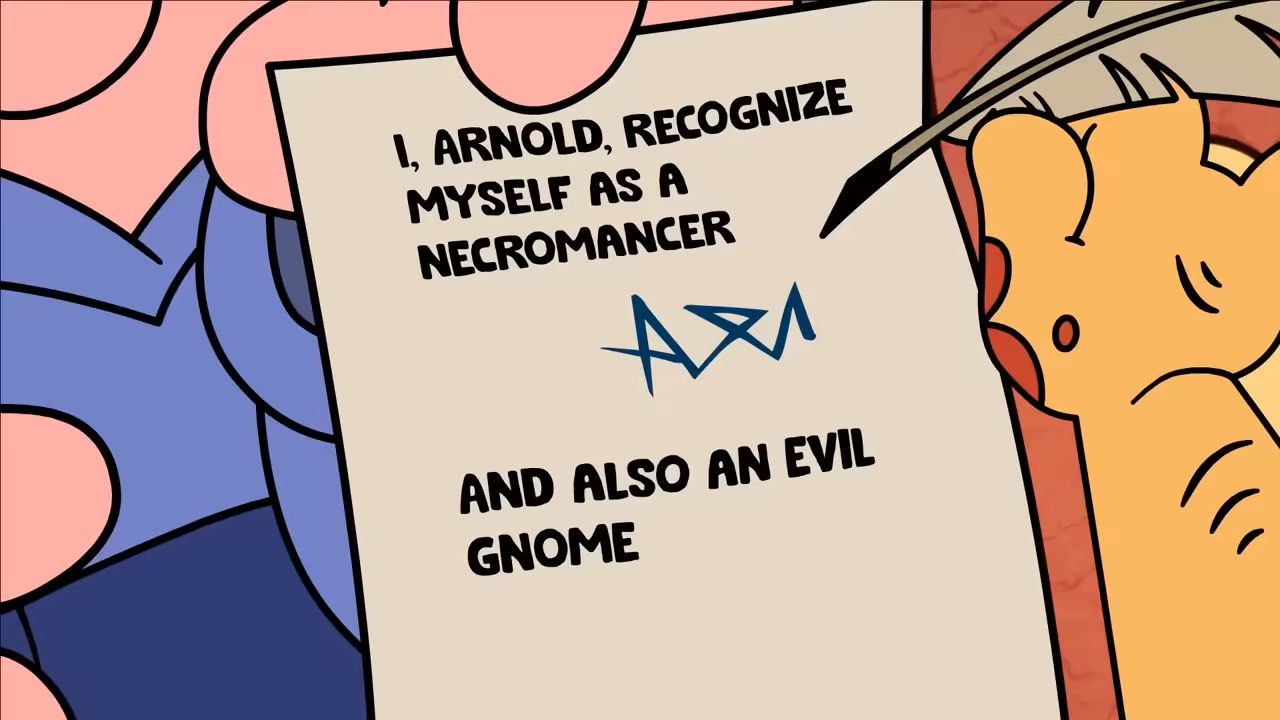 I, ARNOLD, RECOGNIZE
MYSELF AS A
NECROMANCER
AND ALSO AN EVIL
GNOME